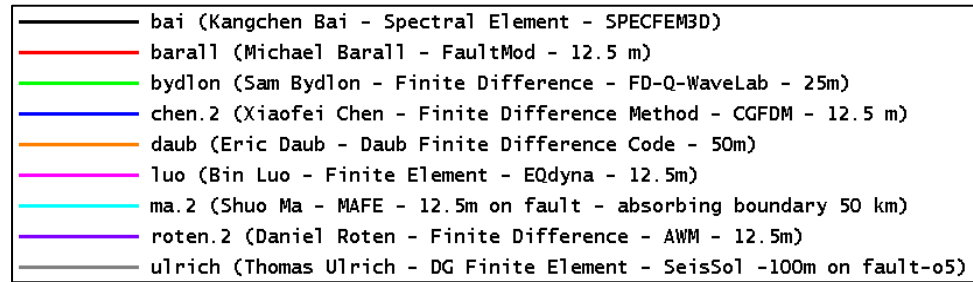 bai (Kangchen Bai - Spectral Element - SPECFEM3D)
barall (Michael Barall - FaultMod - 12.5 m)
bydlon (Sam Bydlon - Finite Difference - FD-Q-WaveLab - 25m)
chen.2 (Xiaofei Chen - Finite Difference Method - CGFDM - 12.5 m)
daub (Eric Daub - Daub Finite Difference Code - 50m)
luo (Bin Luo - Finite Element - EQdyna - 12.5m)
ma.2 (Shuo Ma - MAFE - 12.5m on fault - absorbing boundary 50 km)
roten.2 (Daniel Roten - Finite Difference - AWM - 12.5m)
ulrich (Thomas Ulrich - DG Finite Element - SeisSol -100m on fault-o5)